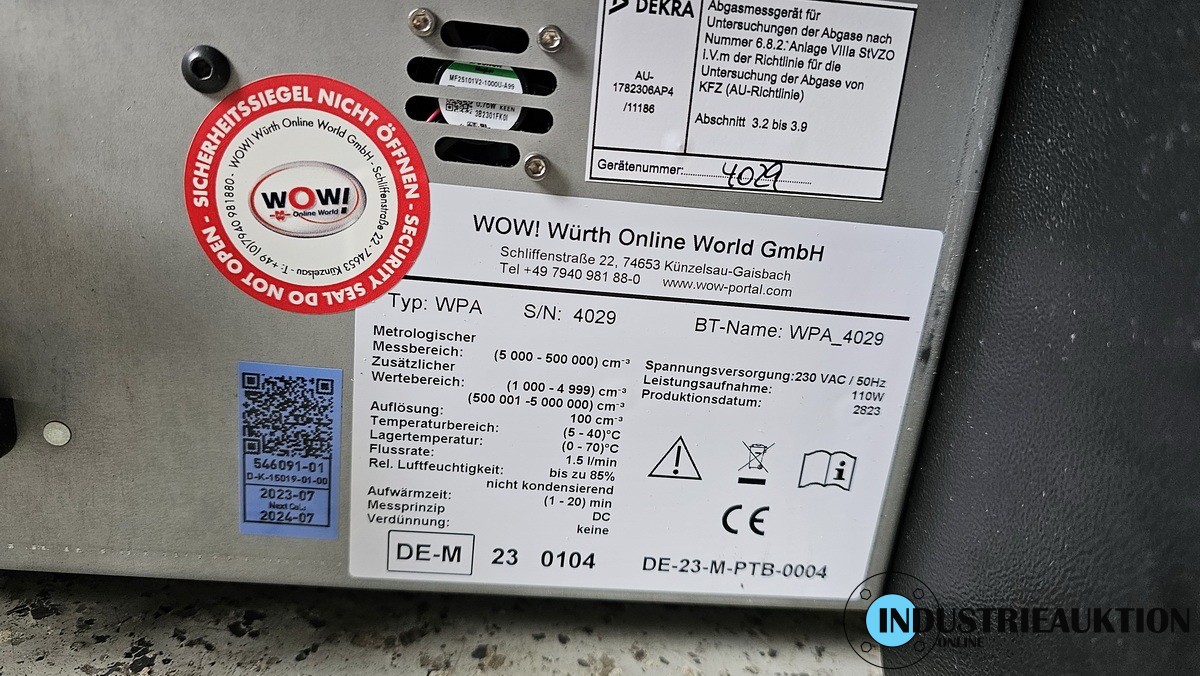 DEKRA
Abgasmessgerät für
Untersuchungen der Abgase nach
Nummer 6.8.2. Anlage VIIIa StVZO
i.V.m der Richtlinie für die
Untersuchung der Abgase von
KFZ (AU-Richtlinie)
Abschnitt 3.2 bis 3.9
AU-
1782306AP4
/11186
Gerätenummer: 4029
MF25101V2-1000U-A99
0.76W KEEN
3B2301FK0I
SICHERHEITSSIEGEL NICHT ÖFFNEN - SECURITY SEAL DO NOT OPEN -
WOW! Würth Online World GmbH - Schliffenstraße 22 - 74653 Künzelsau - T: +49 (0)7940 981880 -
WOW!
Online World
WOW! Würth Online World GmbH
Schliffenstraße 22, 74653 Künzelsau-Gaisbach
Tel +49 7940 981 88-0 www.wow-portal.com
Typ: WPA S/N: 4029 BT-Name: WPA_4029
Metrologischer
Messbereich: (5 000 - 500 000) cm⁻³
Zusätzlicher
Wertebereich: (1 000 - 4 999) cm⁻³
(500 001 -5 000 000) cm⁻³
Auflösung: 100 cm⁻³
Temperaturbereich: (5 - 40)°C
Lagertemperatur: (0 - 70)°C
Flussrate: 1.5 l/min
Rel. Luftfeuchtigkeit: bis zu 85%
nicht kondensierend
Aufwärmzeit: (1 - 20) min
Messprinzip DC
Verdünnung: keine
Spannungsversorgung: 230 VAC / 50Hz
Leistungsaufnahme: 110W
Produktionsdatum: 2823
CE
DE-M 23 0104 DE-23-M-PTB-0004
546091-01
D-K-15019-01-00
2023-07
Next Cal.:
2024-07
INDUSTRIEAUKTION
ONLINE